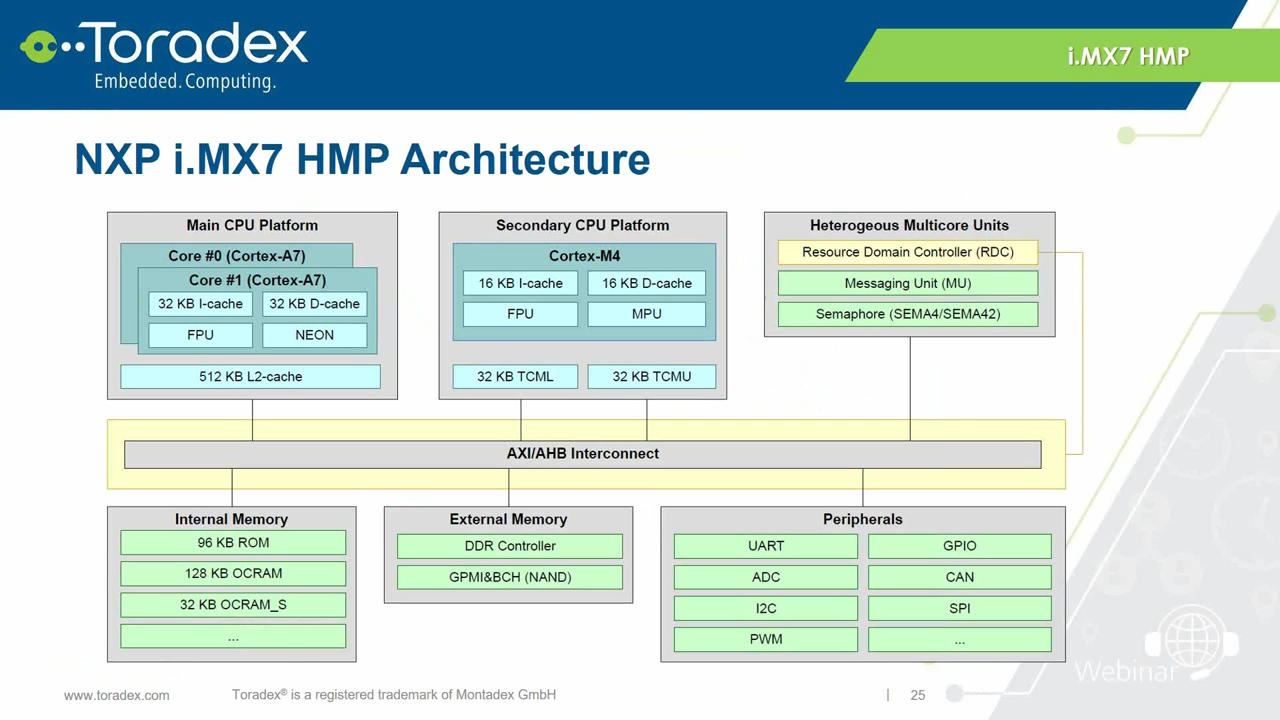 Toradex
Embedded.Computing.
i.MX7 HMP
NXP i.MX7 HMP Architecture
Main CPU Platform
Core #0 (Cortex-A7)
Core #1 (Cortex-A7)
32 KB I-cache
32 KB D-cache
FPU
NEON
512 KB L2-cache
Secondary CPU Platform
Cortex-M4
16 KB I-cache
16 KB D-cache
FPU
MPU
32 KB TCML
32 KB TCMU
Heterogeous Multicore Units
Resource Domain Controller (RDC)
Messaging Unit (MU)
Semaphore (SEMA4/SEMA42)
AXI/AHB Interconnect
Internal Memory
96 KB ROM
128 KB OCRAM
32 KB OCRAM_S
...
External Memory
DDR Controller
GPMI&BCH (NAND)
Peripherals
UART
GPIO
ADC
CAN
I2C
SPI
PWM
...
Webinar
www.toradex.com
Toradex® is a registered trademark of Montadex GmbH
| 25